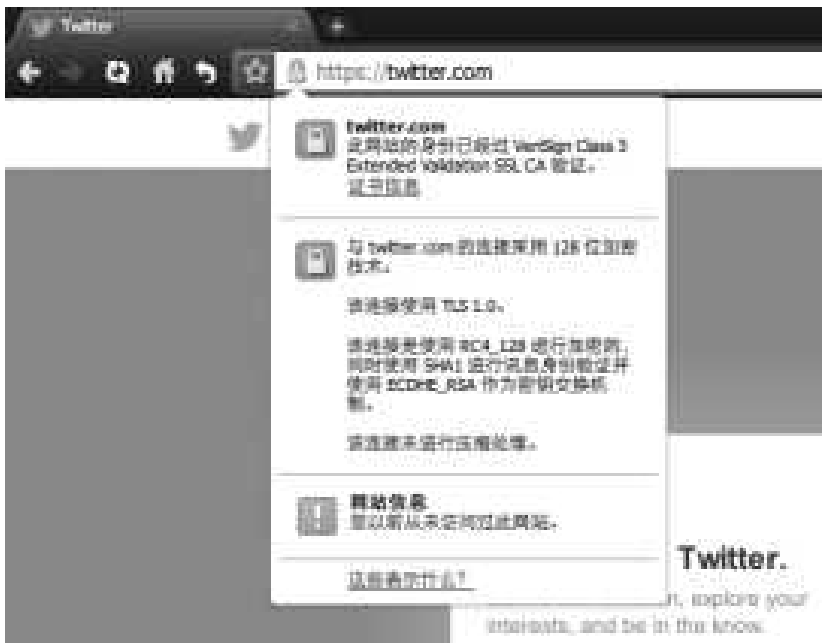 Twitter
https://twitter.com
twitter.com
此网站的身份已经过 VeriSign Class 3
Extended Validation SSL CA 验证。
证书信息
与 twitter.com 的连接采用 128 位加密
技术。
该连接使用 TLS 1.0。
该连接是使用 RC4_128 进行加密的，
同时使用 SHA1 进行讯息身份验证并
使用 ECDHE_RSA 作为密钥交换机
制。
该连接未进行压缩处理。
网站信息
您以前从未访问过此网站。
这些表示什么？
Twitter.
n, explore your
interests, and be in the know.